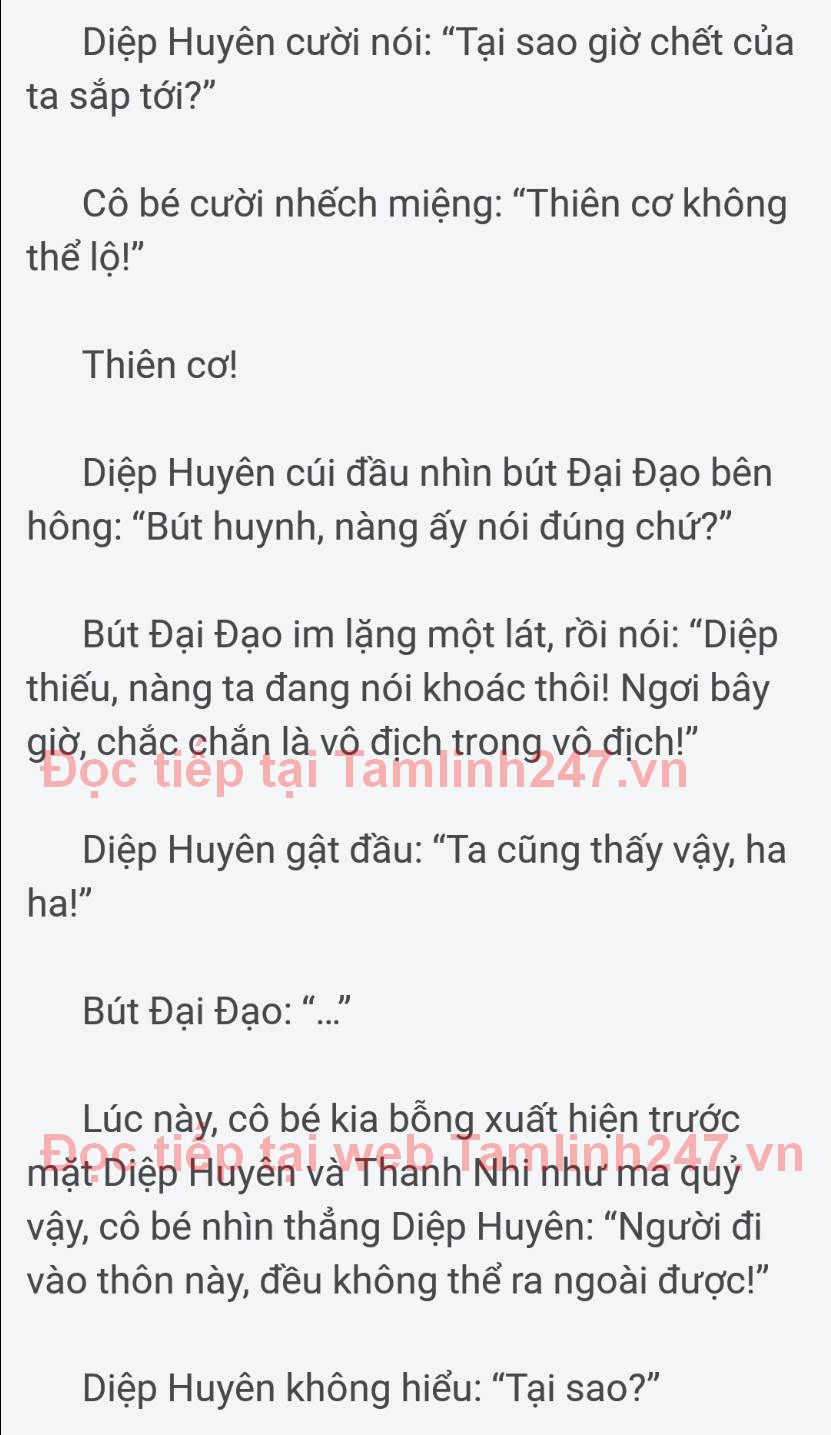 Diệp Huyên cười nói: “Tại sao giờ chết của
ta sắp tới?”
Cô bé cười nhếch miệng: “Thiên cơ không
thể lộ!”
Thiên cơ!
Diệp Huyên cúi đầu nhìn bút Đại Đạo bên
hông: “Bút huynh, nàng ấy nói đúng chứ?”
Bút Đại Đạo im lặng một lát, rồi nói: “Diệp
thiếu, nàng ta đang nói khoác thôi! Ngơi bây
giờ, chắc chắn là vô địch trong vô địch!”
Đọc tiếp tại Tamlinh247.vn
Diệp Huyên gật đầu: “Ta cũng thấy vậy, ha
ha!”
Bút Đại Đạo: “...”
Lúc này, cô bé kia bỗng xuất hiện trước
Đọc tiếp tại web Tamlinh247.vn
mặt Diệp Huyên và Thanh Nhi như ma quỷ
vậy, cô bé nhìn thẳng Diệp Huyên: “Người đi
vào thôn này, đều không thể ra ngoài được!”
Diệp Huyên không hiểu: “Tại sao?”